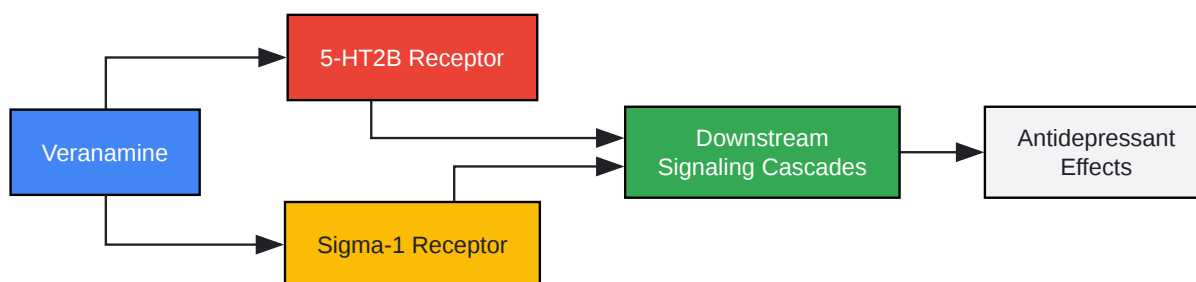 Veranamine
5-HT2B Receptor
Sigma-1 Receptor
Downstream
Signaling Cascades
Antidepressant
Effects